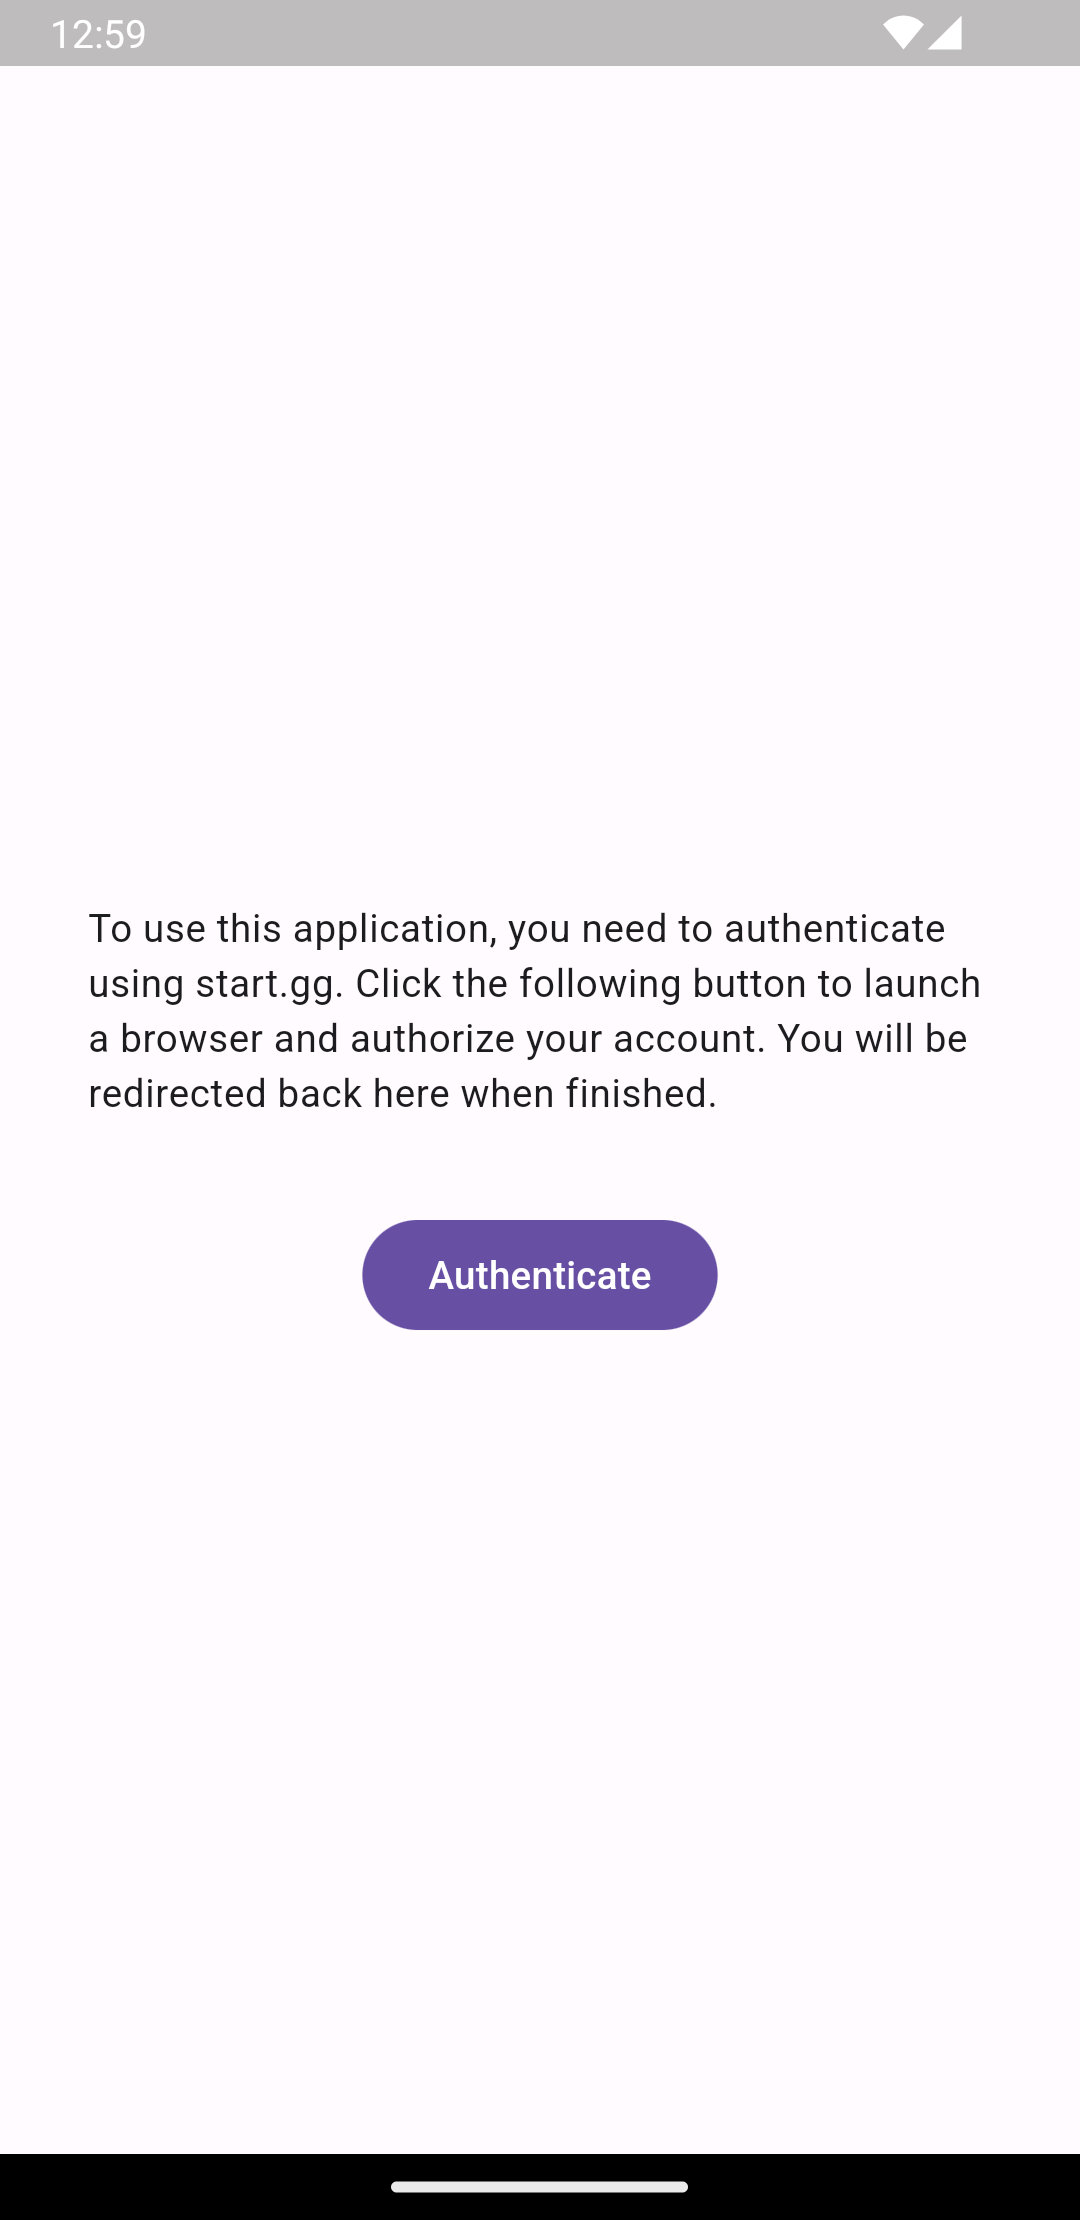 12:59
To use this application, you need to authenticate
using start.gg. Click the following button to launch
a browser and authorize your account. You will be
redirected back here when finished.
Authenticate